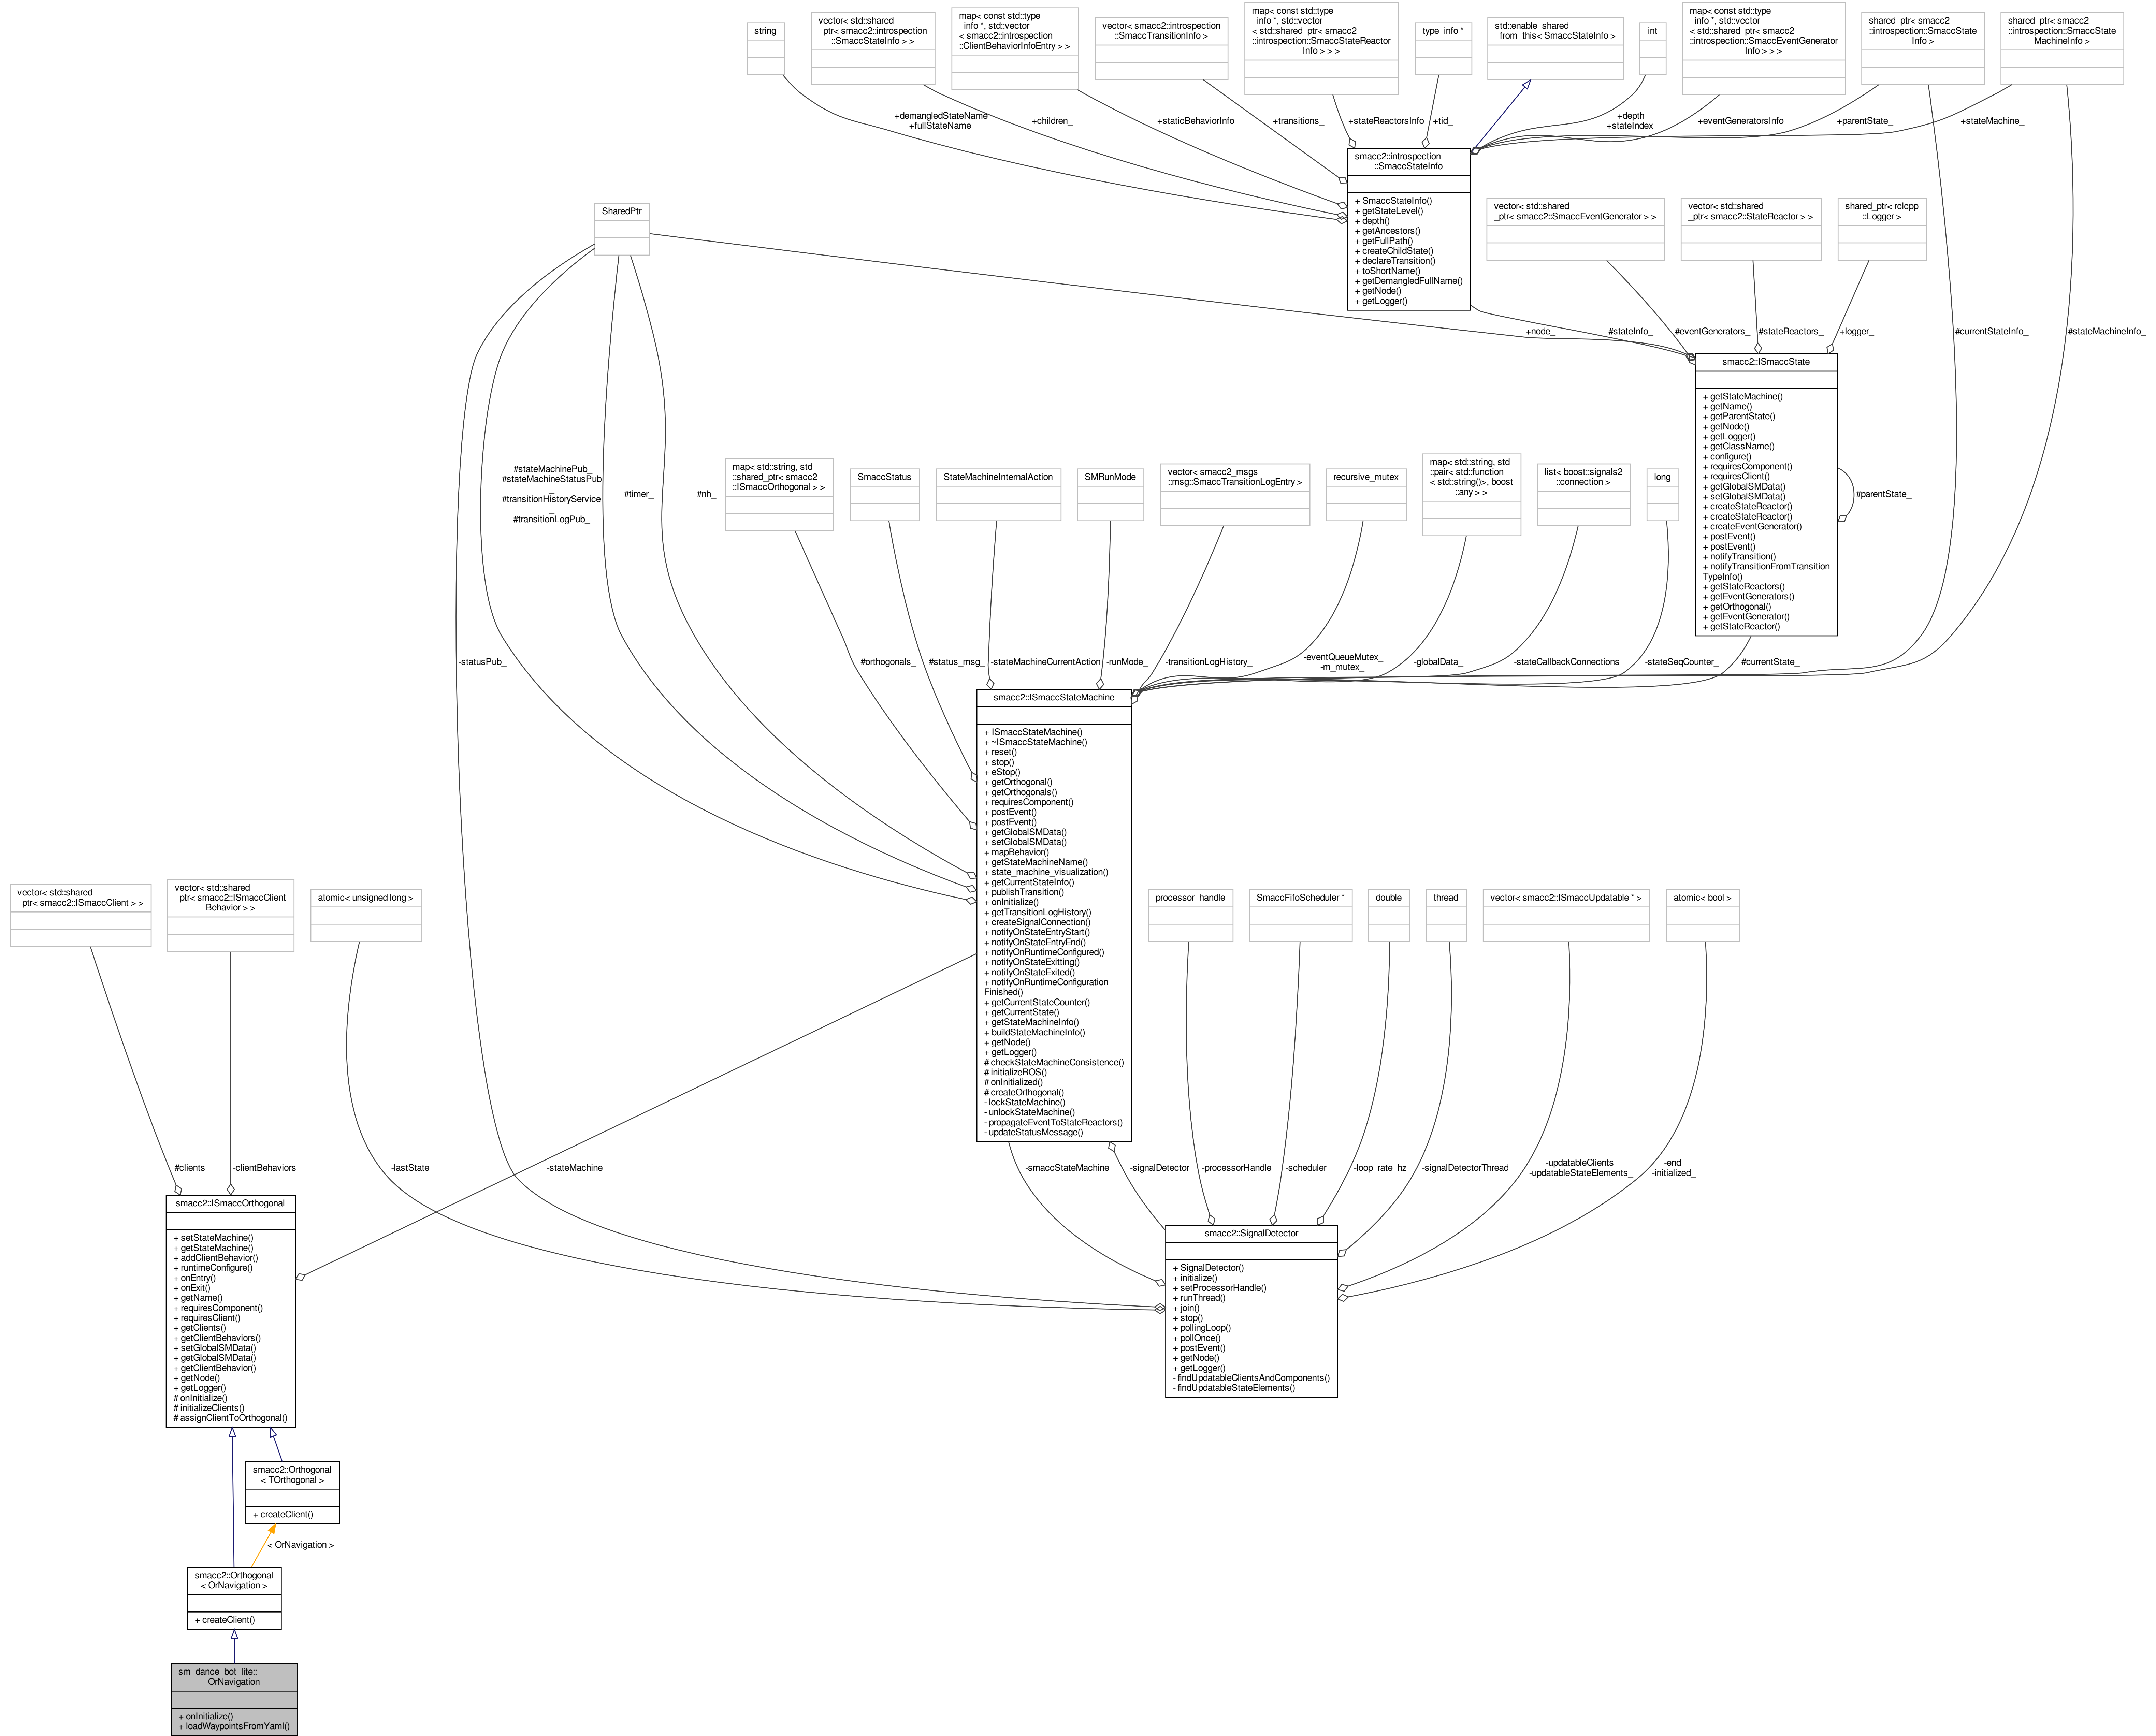 string
vector< std::shared
_ptr< smacc2::introspection
::SmaccStateInfo > >
map< const std::type
_info *, std::vector
< smacc2::introspection
::ClientBehaviorInfoEntry > >
vector< smacc2::introspection
::SmaccTransitionInfo >
map< const std::type
_info *, std::vector
< std::shared_ptr< smacc2
::introspection::SmaccStateReactor
Info > > >
type_info *
std::enable_shared
_from_this< SmaccStateInfo >
int
map< const std::type
_info *, std::vector
< std::shared_ptr< smacc2
::introspection::SmaccEventGenerator
Info > > >
shared_ptr< smacc2
::introspection::SmaccState
Info >
shared_ptr< smacc2
::introspection::SmaccState
MachineInfo >
+demangledStateName
+fullStateName
+children_
+staticBehaviorInfo
+transitions_
+stateReactorsInfo
+tid_
+depth_
+stateIndex_
+eventGeneratorsInfo
+parentState_
+stateMachine_
smacc2::introspection
::SmaccStateInfo
+ SmaccStateInfo()
+ getStateLevel()
+ depth()
+ getAncestors()
+ getFullPath()
+ createChildState()
+ declareTransition()
+ toShortName()
+ getDemangledFullName()
+ getNode()
+ getLogger()
SharedPtr
vector< std::shared
_ptr< smacc2::SmaccEventGenerator > >
vector< std::shared
_ptr< smacc2::StateReactor > >
shared_ptr< rclcpp
::Logger >
+node_
#stateInfo_
#eventGenerators_
#stateReactors_
+logger_
#currentStateInfo_
#stateMachineInfo_
smacc2::ISmaccState
+ getStateMachine()
+ getName()
+ getParentState()
+ getNode()
+ getLogger()
+ getClassName()
+ configure()
+ requiresComponent()
+ requiresClient()
+ getGlobalSMData()
+ setGlobalSMData()
+ createStateReactor()
+ createStateReactor()
+ createEventGenerator()
+ postEvent()
+ postEvent()
+ notifyTransition()
+ notifyTransitionFromTransition
TypeInfo()
+ getStateReactors()
+ getEventGenerators()
+ getOrthogonal()
+ getEventGenerator()
+ getStateReactor()
#parentState_
#stateMachinePub_
#stateMachineStatusPub
_
#transitionHistoryService
_
#transitionLogPub_
#timer_
#nh_
map< std::string, std
::shared_ptr< smacc2
::ISmaccOrthogonal > >
SmaccStatus
StateMachineInternalAction
SMRunMode
vector< smacc2_msgs
::msg::SmaccTransitionLogEntry >
recursive_mutex
map< std::string, std
::pair< std::function
< std::string()>, boost
::any > >
list< boost::signals2
::connection >
long
-statusPub_
#orthogonals_
#status_msg_
-stateMachineCurrentAction
-runMode_
-transitionLogHistory_
-eventQueueMutex_
-m_mutex_
-globalData_
-stateCallbackConnections
-stateSeqCounter_
#currentState_
smacc2::ISmaccStateMachine
+ ISmaccStateMachine()
+ ~ISmaccStateMachine()
+ reset()
+ stop()
+ eStop()
+ getOrthogonal()
+ getOrthogonals()
+ requiresComponent()
+ postEvent()
+ postEvent()
+ getGlobalSMData()
+ setGlobalSMData()
+ mapBehavior()
+ getStateMachineName()
+ state_machine_visualization()
+ getCurrentStateInfo()
+ publishTransition()
+ onInitialize()
+ getTransitionLogHistory()
+ createSignalConnection()
+ notifyOnStateEntryStart()
+ notifyOnStateEntryEnd()
+ notifyOnRuntimeConfigured()
+ notifyOnStateExitting()
+ notifyOnStateExited()
+ notifyOnRuntimeConfiguration
Finished()
+ getCurrentStateCounter()
+ getCurrentState()
+ getStateMachineInfo()
+ buildStateMachineInfo()
+ getNode()
+ getLogger()
# checkStateMachineConsistence()
# initializeROS()
# onInitialized()
# createOrthogonal()
- lockStateMachine()
- unlockStateMachine()
- propagateEventToStateReactors()
- updateStatusMessage()
vector< std::shared
_ptr< smacc2::ISmaccClient > >
vector< std::shared
_ptr< smacc2::ISmaccClient
Behavior > >
atomic< unsigned long >
processor_handle
SmaccFifoScheduler *
double
thread
vector< smacc2::ISmaccUpdatable * >
atomic< bool >
#clients_
-clientBehaviors_
-lastState_
-stateMachine_
-smaccStateMachine_
-signalDetector_
-processorHandle_
-scheduler_
-loop_rate_hz
-signalDetectorThread_
-updatableClients_
-updatableStateElements_
-end_
-initialized_
smacc2::ISmaccOrthogonal
+ setStateMachine()
+ getStateMachine()
+ addClientBehavior()
+ runtimeConfigure()
+ onEntry()
+ onExit()
+ getName()
+ requiresComponent()
+ requiresClient()
+ getClients()
+ getClientBehaviors()
+ setGlobalSMData()
+ getGlobalSMData()
+ getClientBehavior()
+ getNode()
+ getLogger()
# onInitialize()
# initializeClients()
# assignClientToOrthogonal()
smacc2::SignalDetector
+ SignalDetector()
+ initialize()
+ setProcessorHandle()
+ runThread()
+ join()
+ stop()
+ pollingLoop()
+ pollOnce()
+ postEvent()
+ getNode()
+ getLogger()
- findUpdatableClientsAndComponents()
- findUpdatableStateElements()
smacc2::Orthogonal
< TOrthogonal >
+ createClient()
< OrNavigation >
smacc2::Orthogonal
< OrNavigation >
+ createClient()
sm_dance_bot_lite::
OrNavigation
+ onInitialize()
+ loadWaypointsFromYaml()